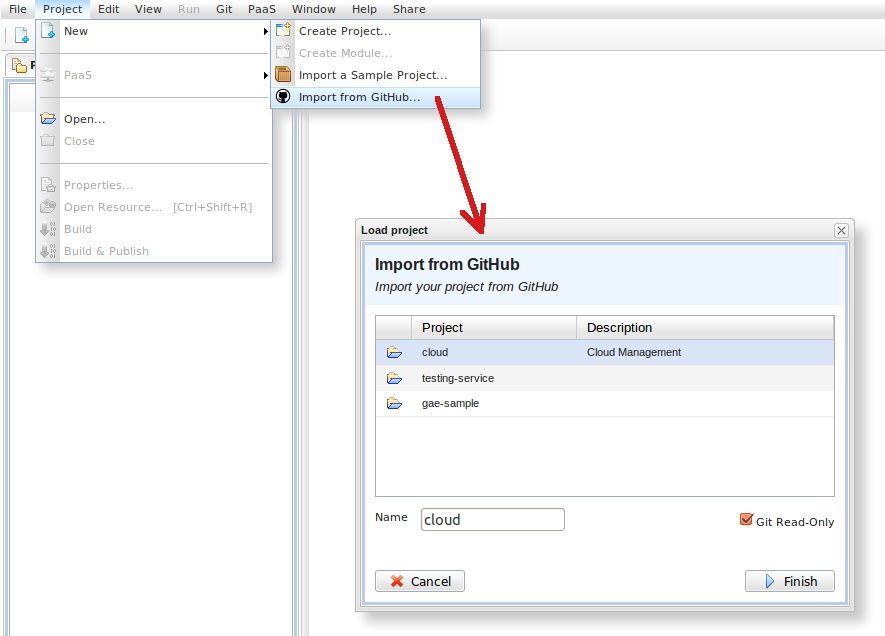 File Project Edit View Run Git PaaS Window Help Share
New
PaaS
Open...
Close
Properties...
Open Resource... [Ctrl+Shift+R]
Build
Build & Publish
Create Project...
Create Module...
Import a Sample Project...
Import from GitHub...
Load project
Import from GitHub
Import your project from GitHub
Project Description
cloud Cloud Management
testing-service
gae-sample
Name cloud Git Read-Only
Cancel Finish